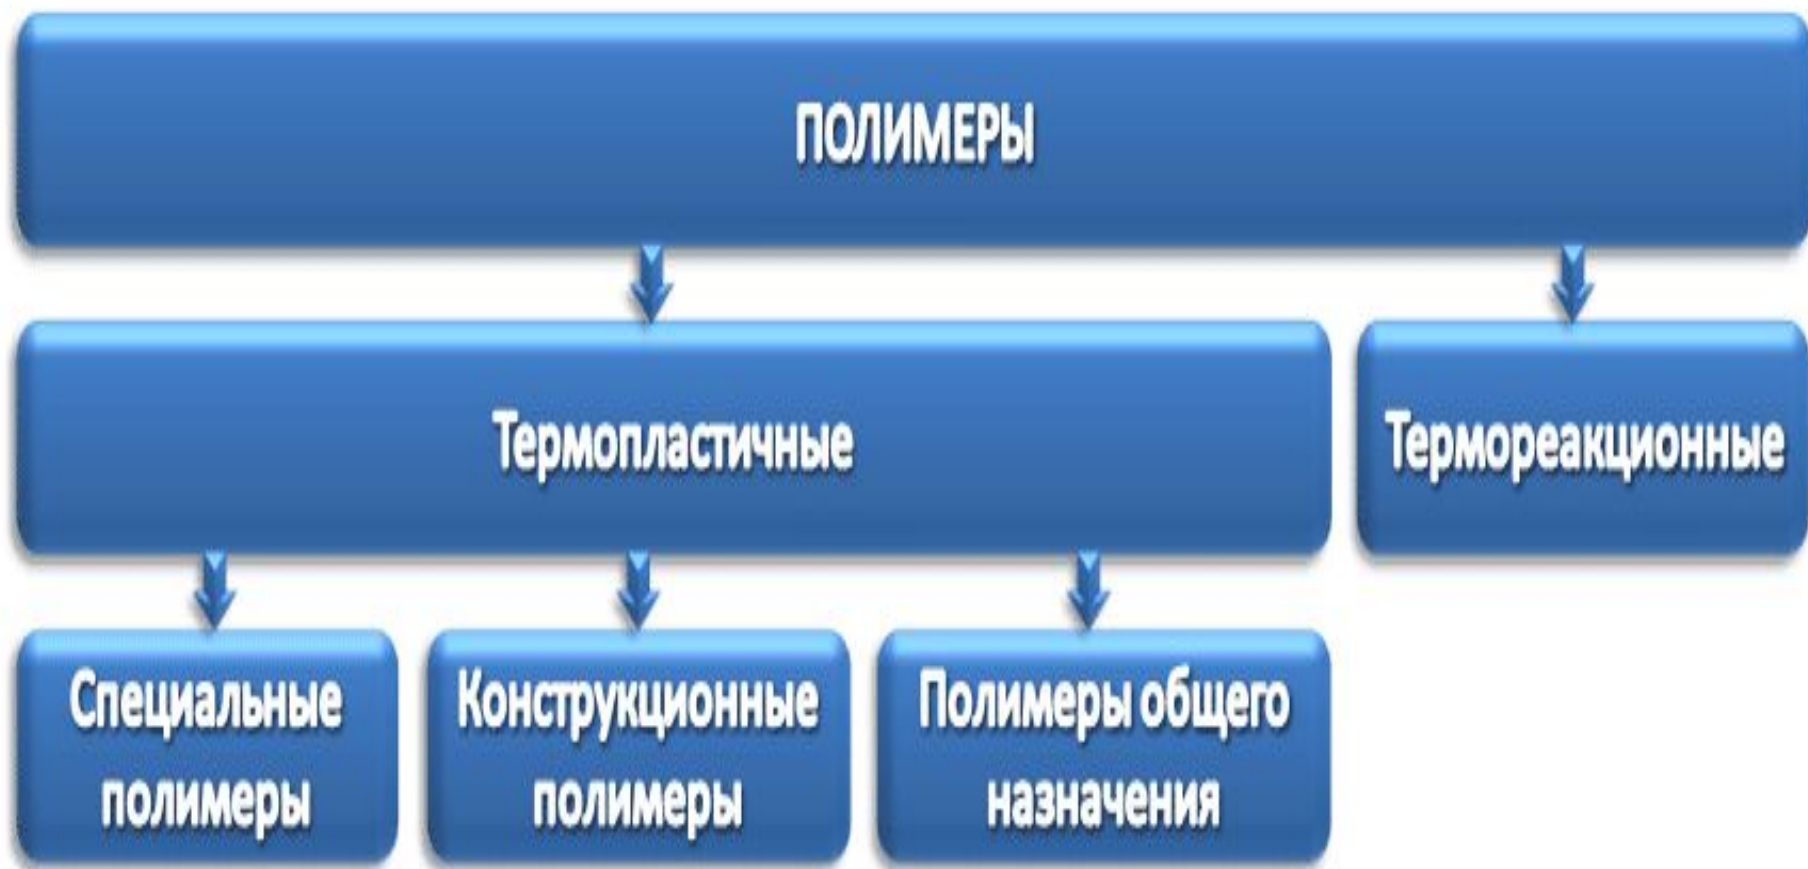 ПОЛИМЕРЫ
Термопластичные
Термореакционные
Специальные
полимеры
Конструкционные
полимеры
Полимеры общего
назначения